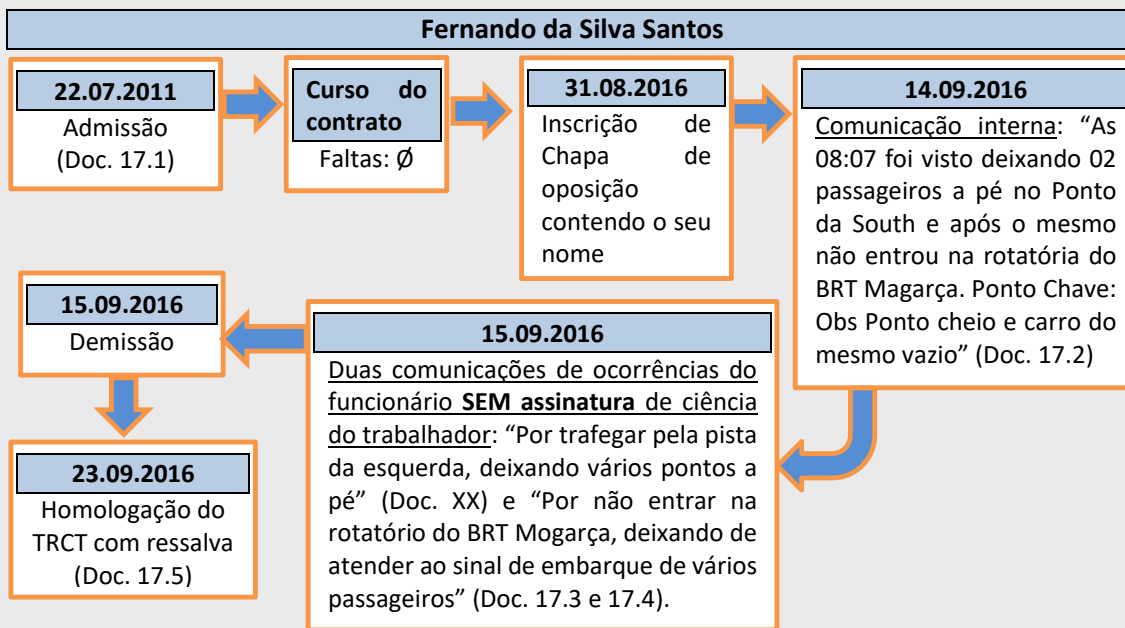 Fernando da Silva Santos
22.07.2011
Admissão
(Doc. 17.1)
Curso do
contrato
Faltas: Ø
31.08.2016
Inscrição de
Chapa de
oposição
contendo o seu
nome
14.09.2016
Comunicação interna: “As
08:07 foi visto deixando 02
passageiros a pé no Ponto
da South e após o mesmo
não entrou na rotatória do
BRT Magarça. Ponto Chave:
Obs Ponto cheio e carro do
mesmo vazio” (Doc. 17.2)
15.09.2016
Duas comunicações de ocorrências do
funcionário SEM assinatura de ciência
do trabalhador: “Por trafegar pela pista
da esquerda, deixando vários pontos a
pé” (Doc. XX) e “Por não entrar na
rotatório do BRT Mogarça, deixando de
atender ao sinal de embarque de vários
passageiros” (Doc. 17.3 e 17.4).
15.09.2016
Demissão
23.09.2016
Homologação do
TRCT com ressalva
(Doc. 17.5)